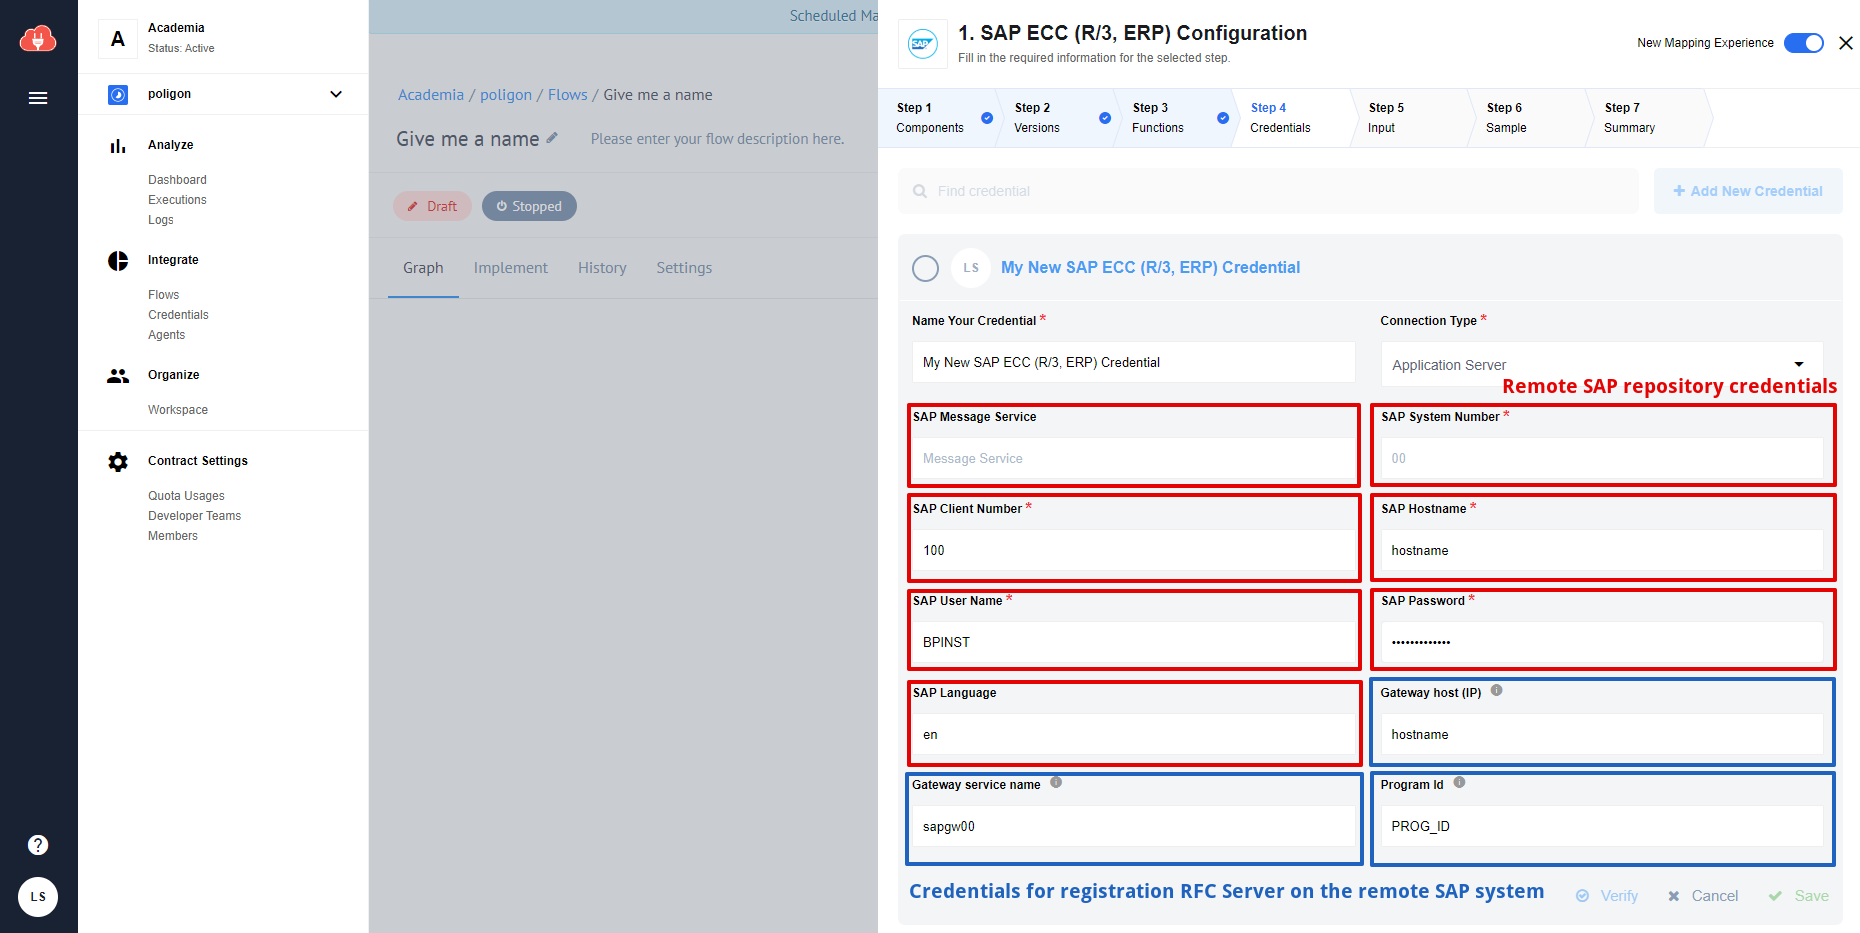 A
Academia
Status: Active
poligon
Analyze
Dashboard
Executions
Logs
Integrate
Flows
Credentials
Agents
Organize
Workspace
Contract Settings
Quota Usages
Developer Teams
Members
?
LS
Scheduled Ma
Academia / poligon / Flows / Give me a name
Give me a name Please enter your flow description here.
Draft Stopped
Graph Implement History Settings
SAP
1. SAP ECC (R/3, ERP) Configuration
Fill in the required information for the selected step.
New Mapping Experience
Step 1 Step 2 Step 3 Step 4 Step 5 Step 6 Step 7
Components Versions Functions Credentials Input Sample Summary
Find credential + Add New Credential
LS My New SAP ECC (R/3, ERP) Credential
Name Your Credential * Connection Type *
My New SAP ECC (R/3, ERP) Credential Application Server
Remote SAP repository credentials
SAP Message Service SAP System Number *
Message Service 00
SAP Client Number * SAP Hostname *
100 hostname
SAP User Name * SAP Password *
BPINST •••••••••••••
SAP Language Gateway host (IP) i
en hostname
Gateway service name i Program Id i
sapgw00 PROG_ID
Credentials for registration RFC Server on the remote SAP system
Verify Cancel Save